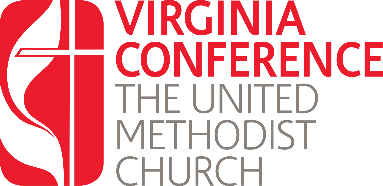 VIRGINIA
CONFERENCE
THE UNITED
METHODIST
CHURCH